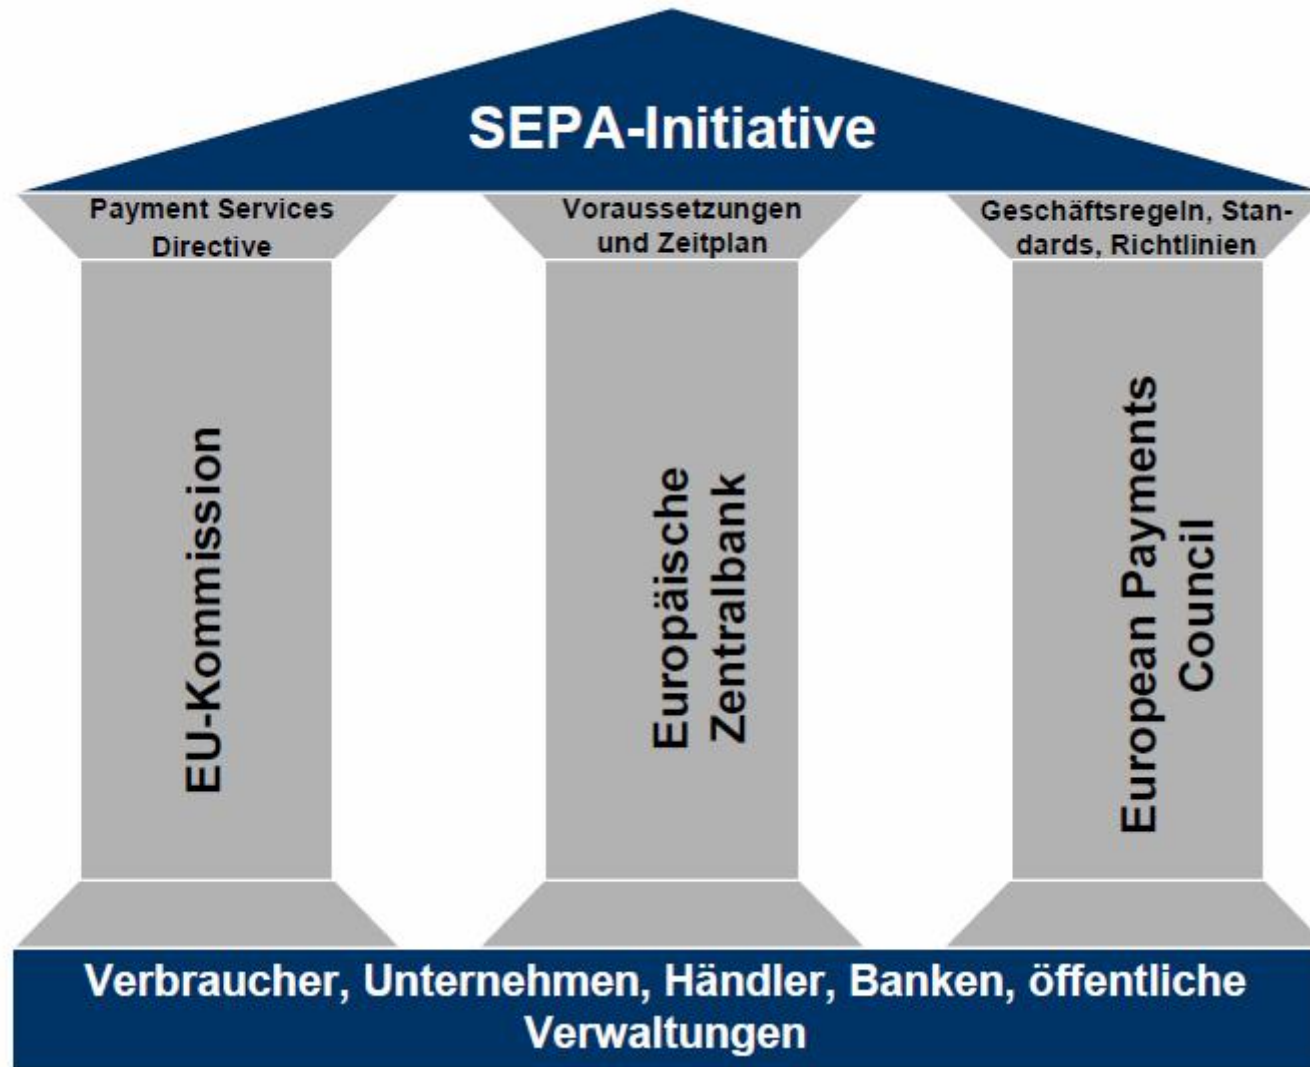 SEPA-Initiative
Payment Services
Directive
Voraussetzungen
und Zeitplan
Geschäftsregeln, Stan-
dards, Richtlinien
EU-Kommission
Europäische
Zentralbank
European Payments
Council
Verbraucher, Unternehmen, Händler, Banken, öffentliche
Verwaltungen